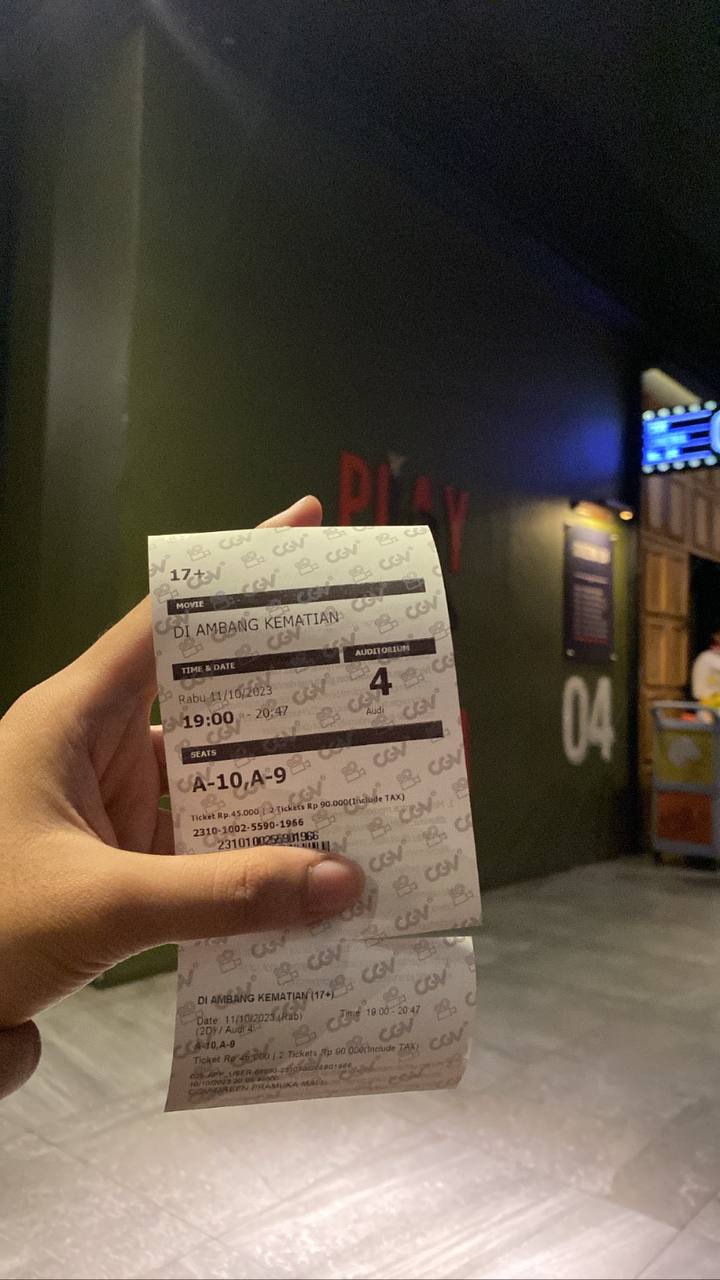 PLAY
04
17+
MOVIE
DI AMBANG KEMATIAN
TIME & DATE
AUDITORIUM
Rabu 11/10/2023
4
19:00 - 20:47
Audi
SEATS
A-10,A-9
Ticket Rp 45.000 | 2 Tickets Rp 90.000(Include TAX)
2310-1002-5590-1966
2310100255901966
CGV
DI AMBANG KEMATIAN (17+)
Date 11/10/2023 (Rab) Time 19:00 - 20:47
(2D) / Audi 4
A-10,A-9
Ticket Rp 45.000 | 2 Tickets Rp 90.000(Include TAX)
GREEN PRAMUKA MALL